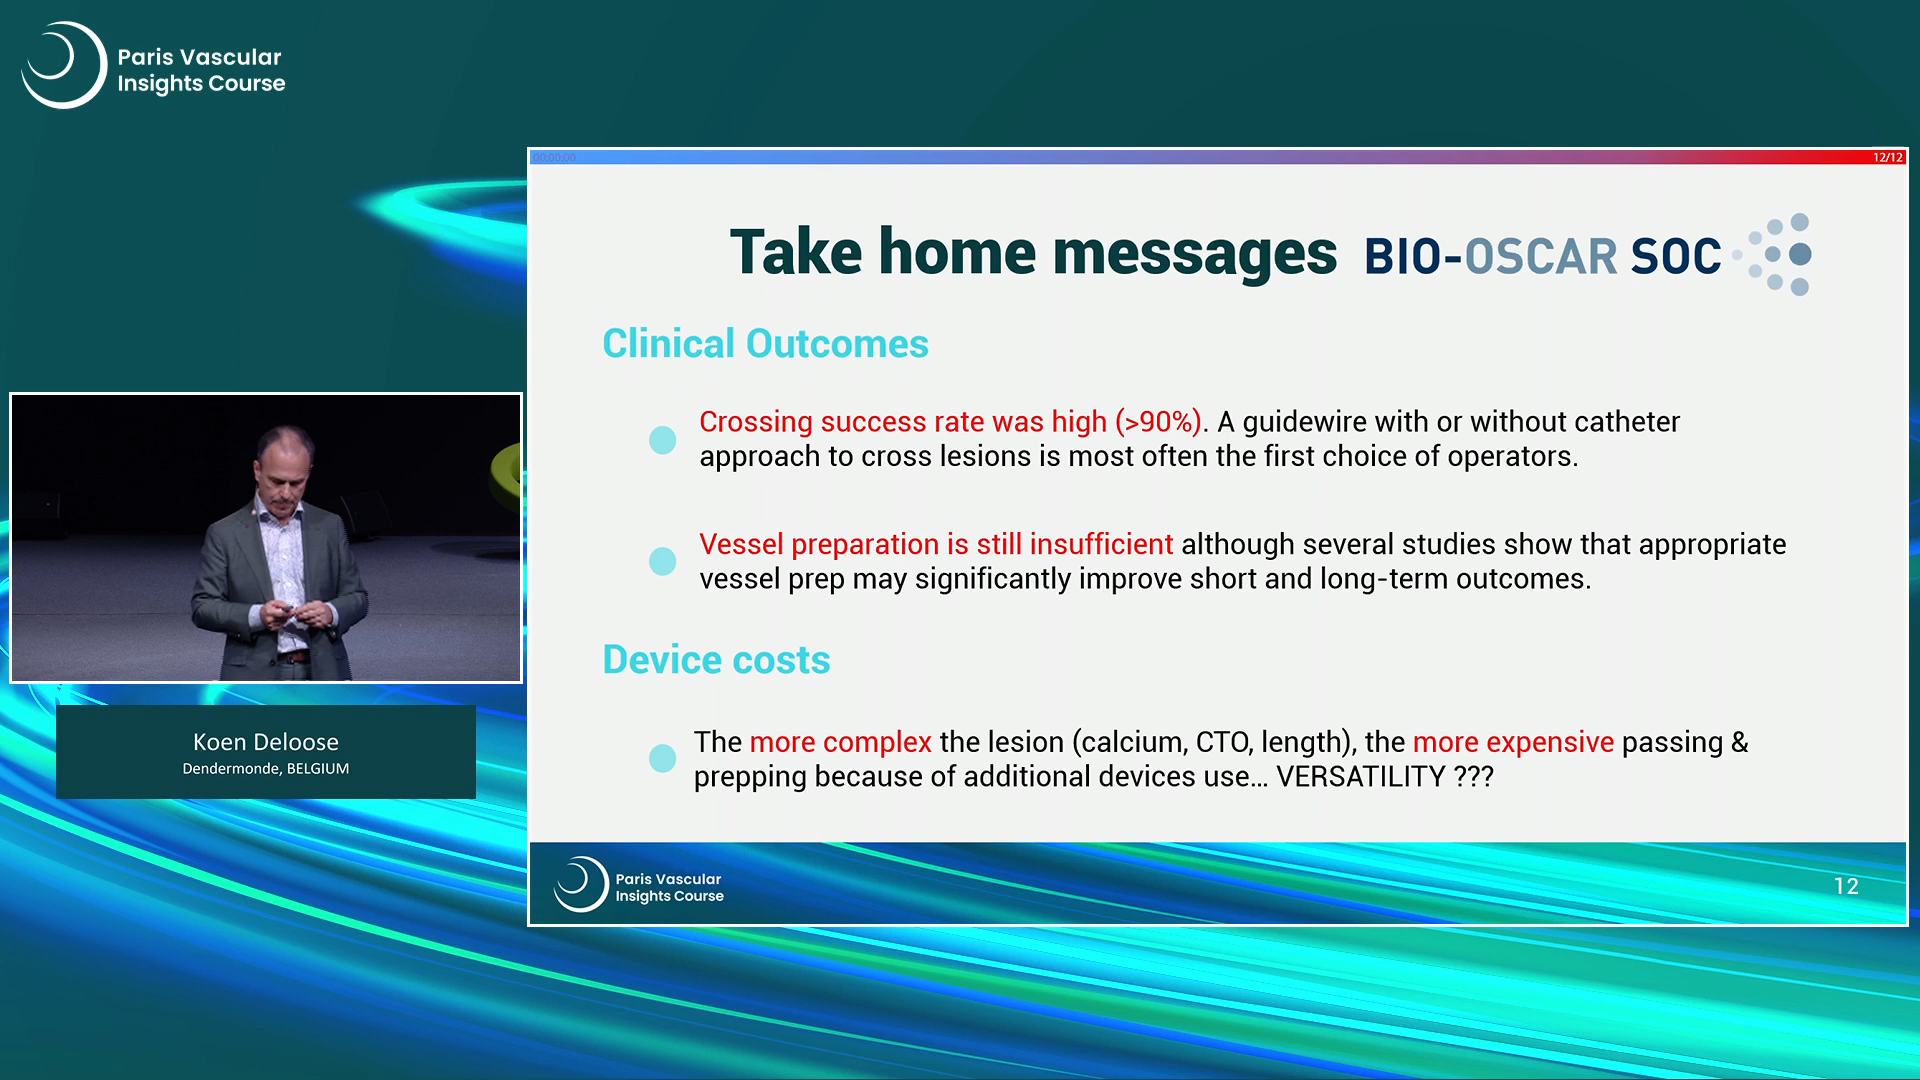 Paris Vascular
Insights Course
00:00:00
12/12
Take home messages BIO-OSCAR SOC
Clinical Outcomes
Crossing success rate was high (>90%). A guidewire with or without catheter
approach to cross lesions is most often the first choice of operators.
Vessel preparation is still insufficient although several studies show that appropriate
vessel prep may significantly improve short and long-term outcomes.
Device costs
The more complex the lesion (calcium, CTO, length), the more expensive passing &
prepping because of additional devices use... VERSATILITY ???
Paris Vascular
Insights Course
12
Koen Deloose
Dendermonde, BELGIUM